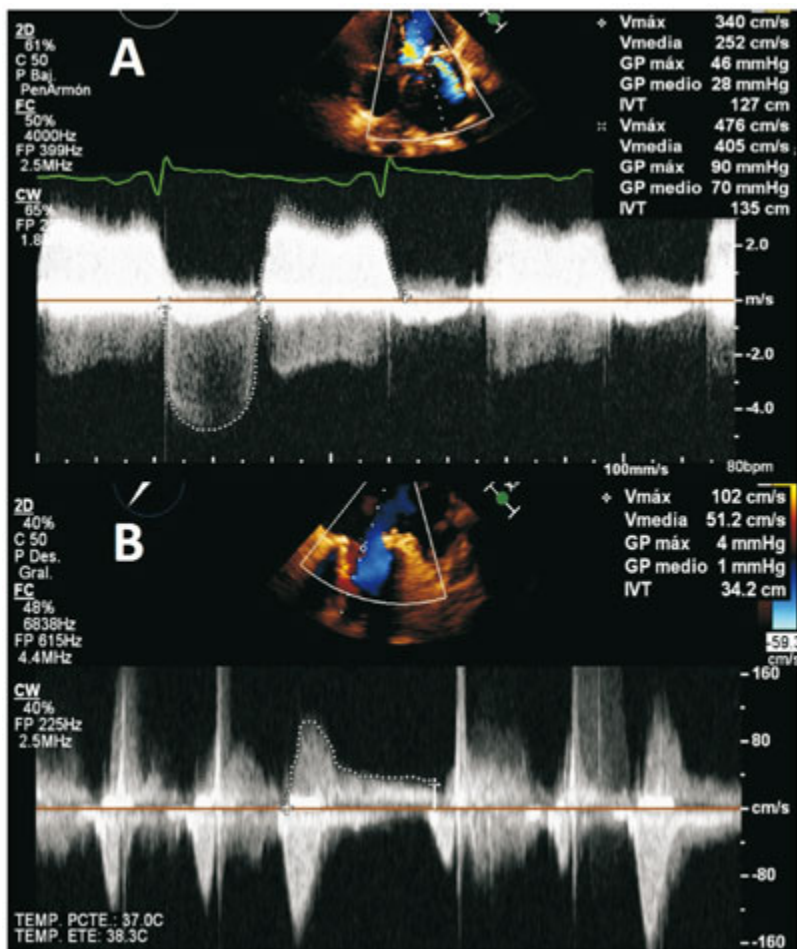 A
2D
61%
C 50
P Baj.
PenArmón
FC
50%
4000Hz
FP 399Hz
2.5MHz
CW
65%
1.8
Vmáx 340 cm/s
Vmedia 252 cm/s
GP máx 46 mmHg
GP medio 28 mmHg
IVT 127 cm
Vmáx 476 cm/s
Vmedia 405 cm/s
GP máx 90 mmHg
GP medio 70 mmHg
IVT 135 cm
2.0
m/s
-2.0
-4.0
100mm/s 80bpm
B
2D
40%
C 50
P Des.
Gral.
FC
48%
6838Hz
FP 615Hz
4.4MHz
CW
40%
FP 225Hz
2.5MHz
Vmáx 102 cm/s
Vmedia 51.2 cm/s
GP máx 4 mmHg
GP medio 1 mmHg
IVT 34.2 cm
cm/s
160
80
cm/s
-80
-160
TEMP. PCTE.: 37.0C
TEMP. ETE: 38.3C